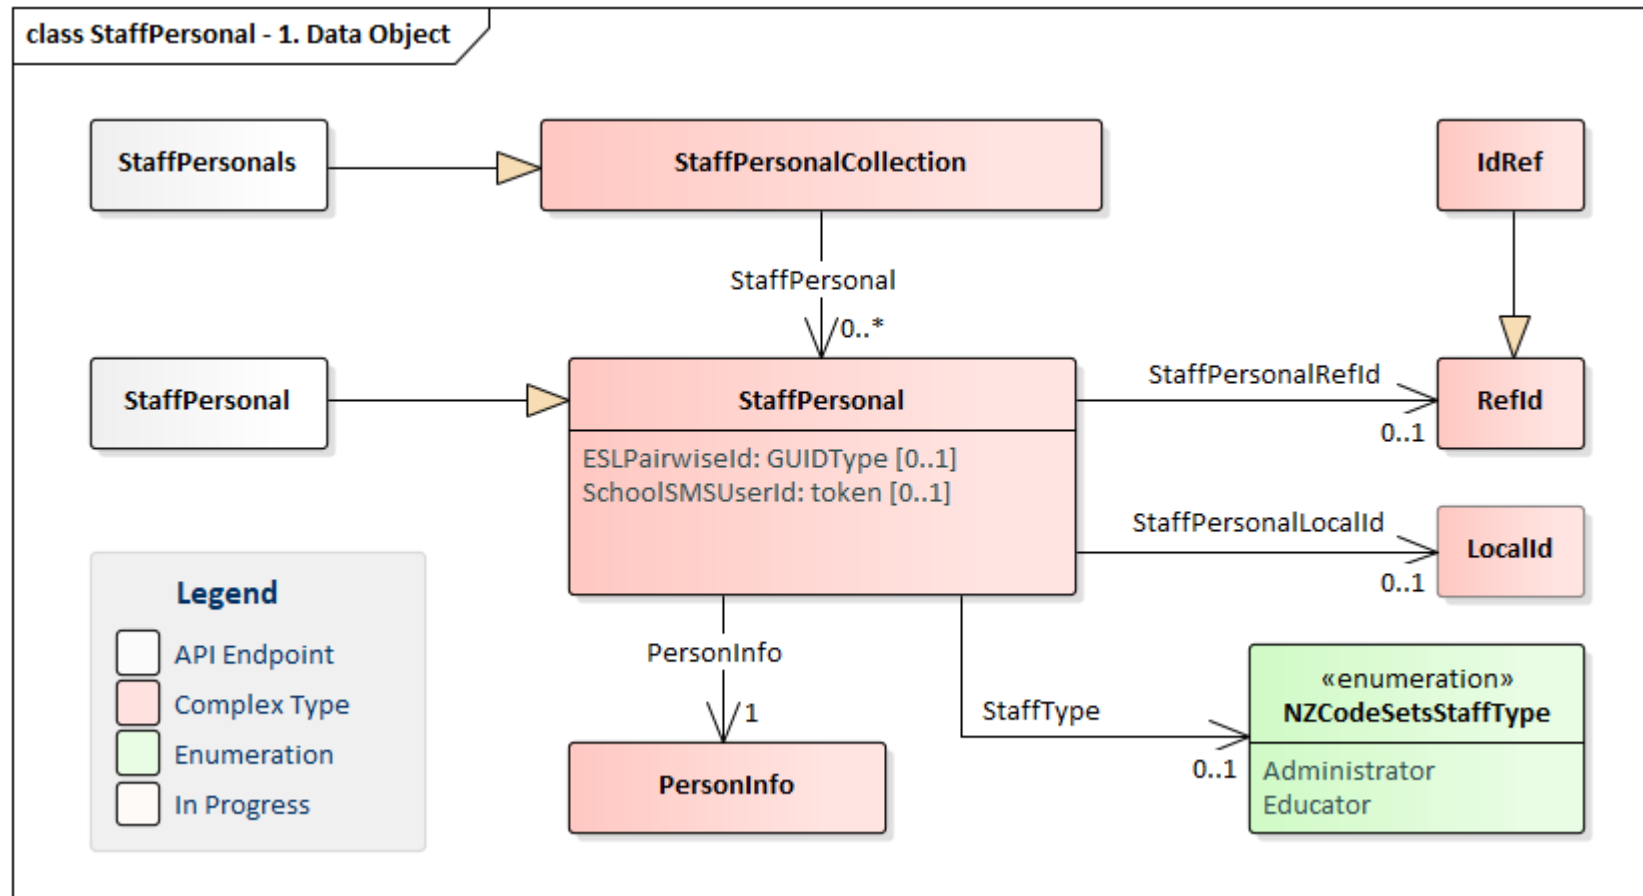 class StaffPersonal - 1. Data Object
StaffPersonals
StaffPersonalCollection
IdRef
StaffPersonal
0..*
StaffPersonal
StaffPersonal
ESLPairwiseId: GUIDType [0..1]
SchoolSMSUserId: token [0..1]
StaffPersonalRefId
0..1
RefId
StaffPersonalLocalId
0..1
LocalId
Legend
API Endpoint
Complex Type
Enumeration
In Progress
PersonInfo
1
PersonInfo
StaffType
0..1
«enumeration»
NZCodeSetsStaffType
Administrator
Educator